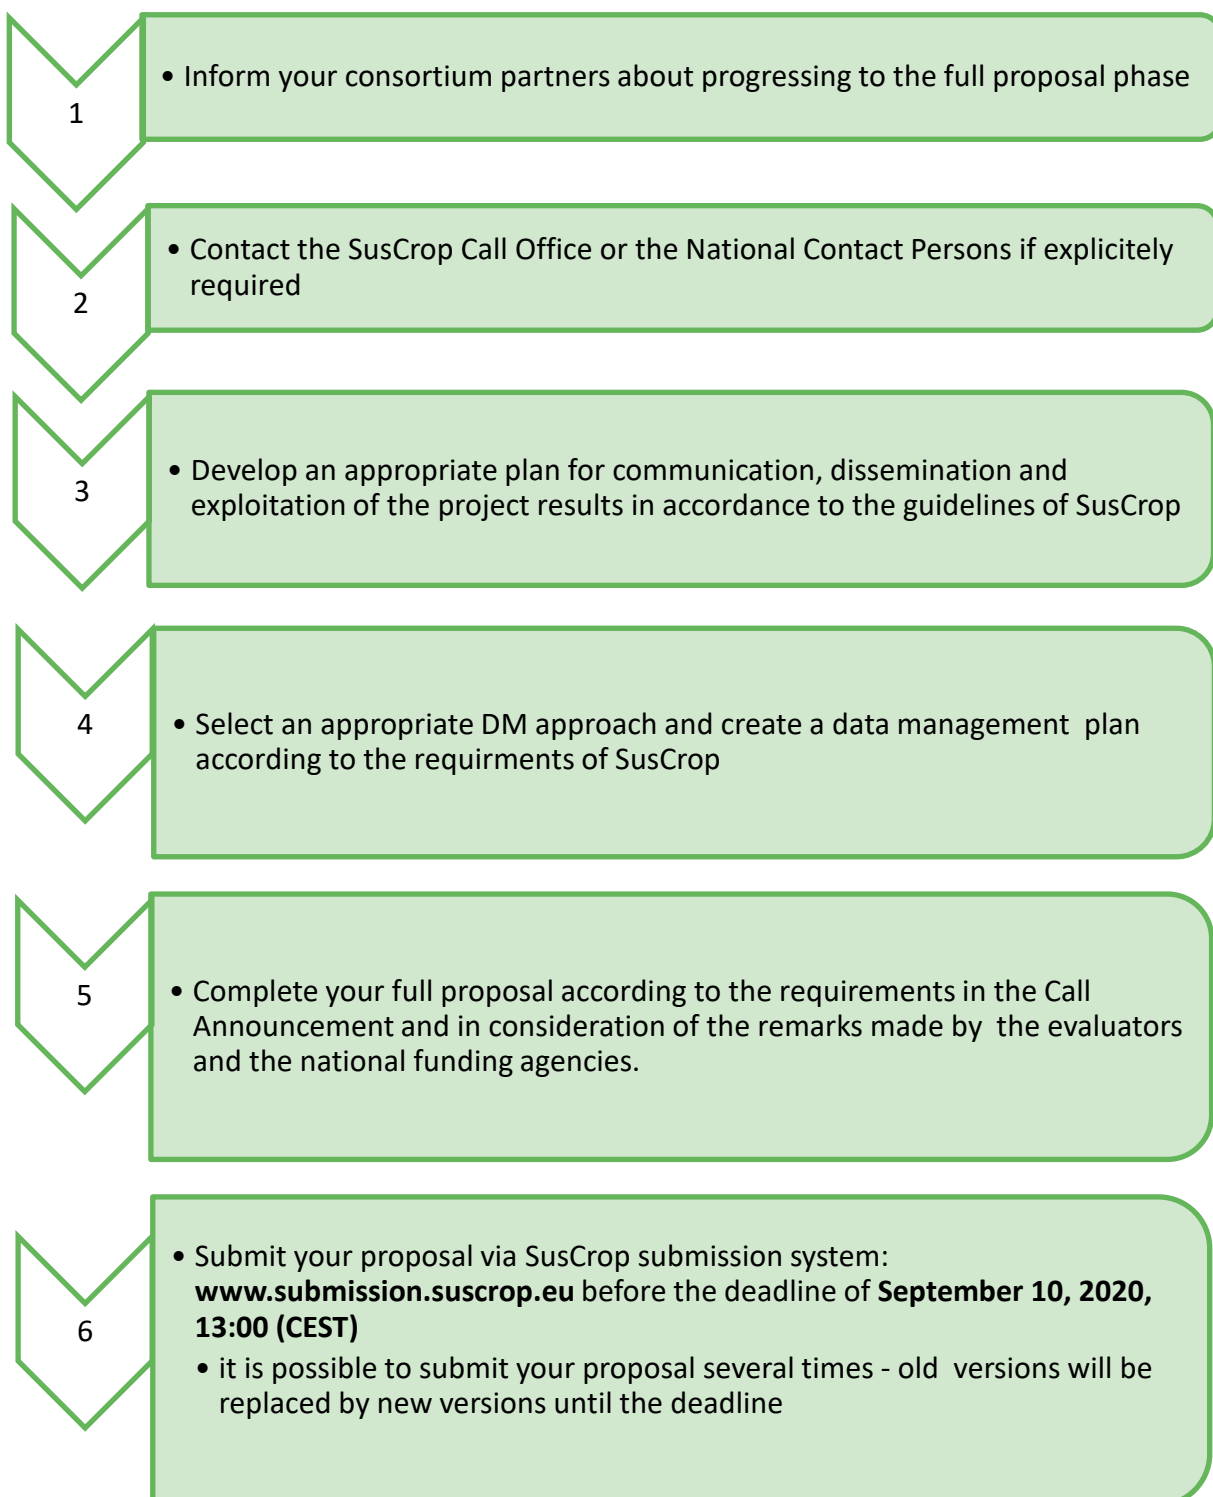 1
• Inform your consortium partners about progressing to the full proposal phase
2
• Contact the SusCrop Call Office or the National Contact Persons if explicitely
required
3
• Develop an appropriate plan for communication, dissemination and
exploitation of the project results in accordance to the guidelines of SusCrop
4
• Select an appropriate DM approach and create a data management  plan
according to the requirments of SusCrop
5
• Complete your full proposal according to the requirements in the Call
Announcement and in consideration of the remarks made by  the evaluators
and the national funding agencies.
6
• Submit your proposal via SusCrop submission system:
www.submission.suscrop.eu before the deadline of September 10, 2020,
13:00 (CEST)
• it is possible to submit your proposal several times - old  versions will be
replaced by new versions until the deadline